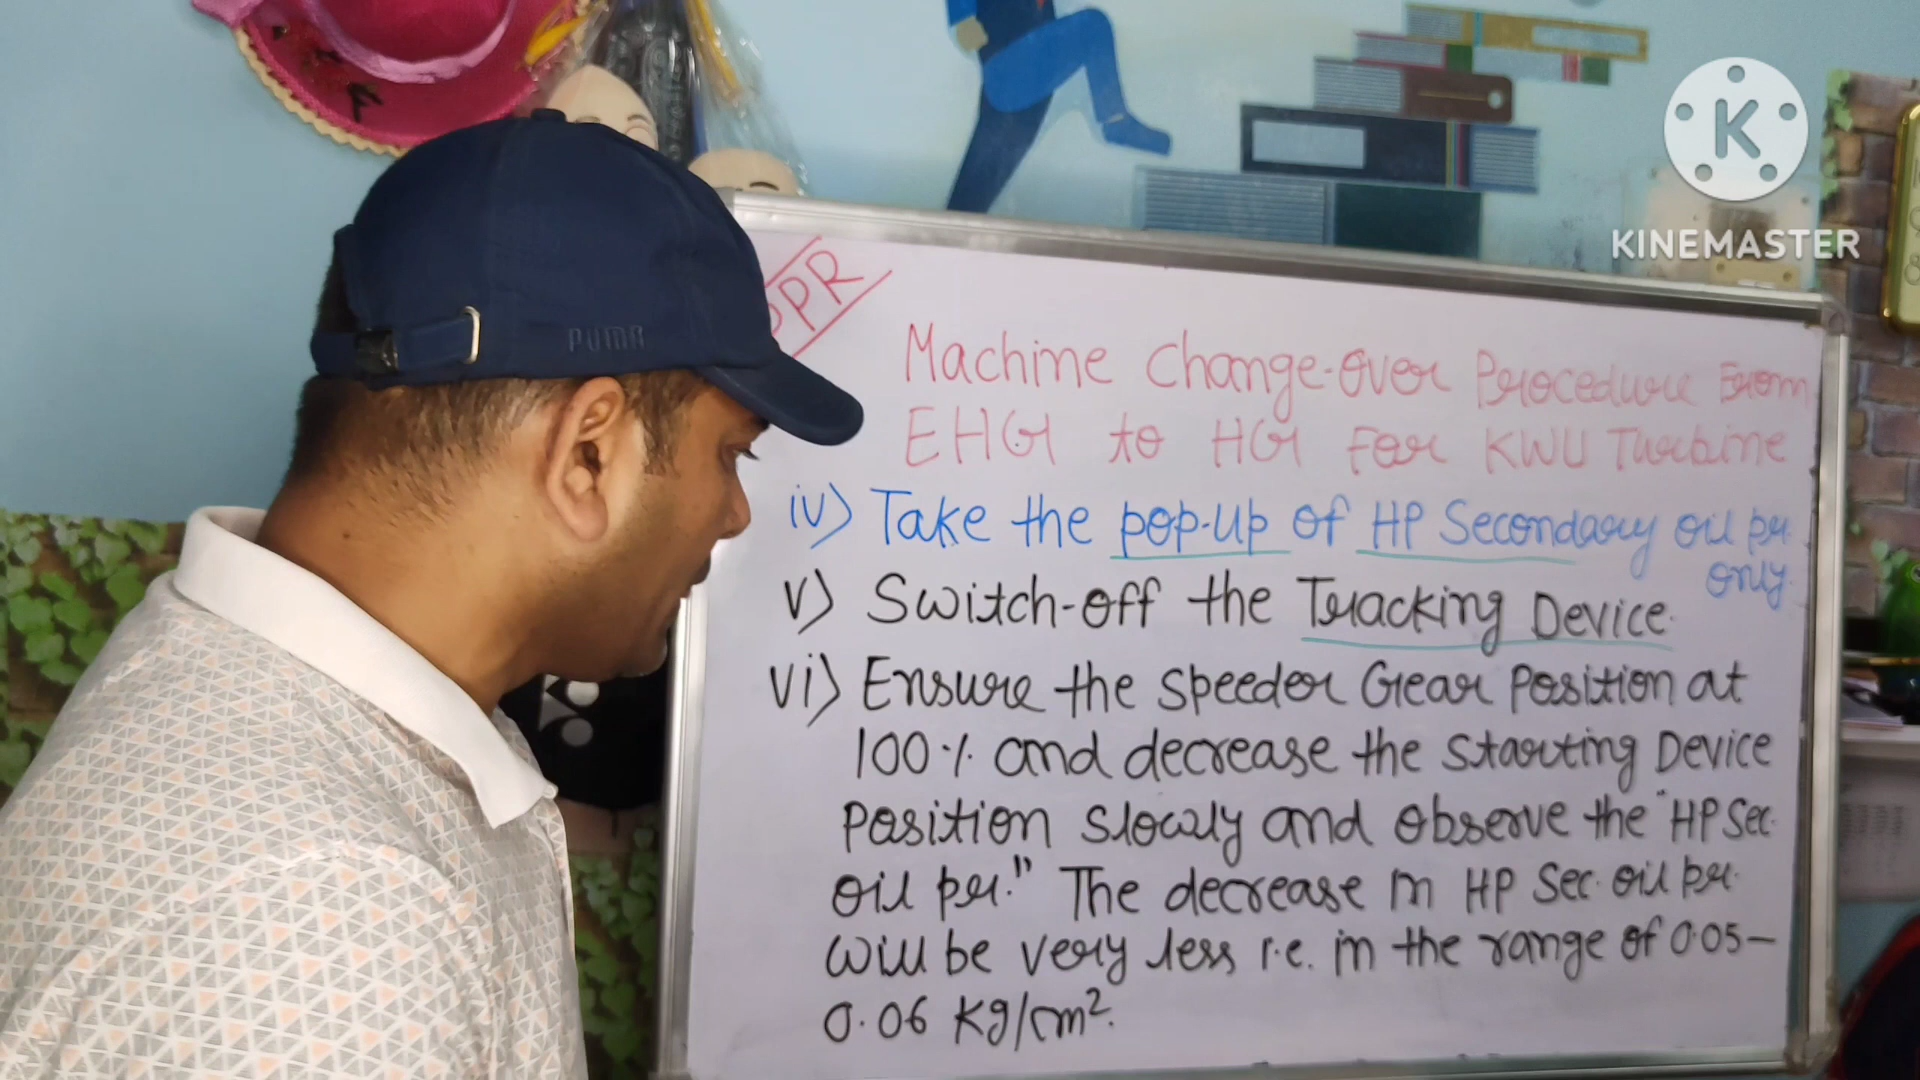 KINEMASTER
PUMA
PPR
Machine Change-over Procedure From
EHG to HG For KWU Turbine
iv) Take the pop-up of HP Secondary oil pr.
only.
v) Switch-off the Tracking Device.
vi) Ensure the speeder Gear Position at
100% and decrease the starting Device
Position slowly and observe the "HP Sec.
oil pr." The decrease in HP Sec. oil pr.
will be very less i.e. in the range of 0.05-
0.06 Kg/cm².